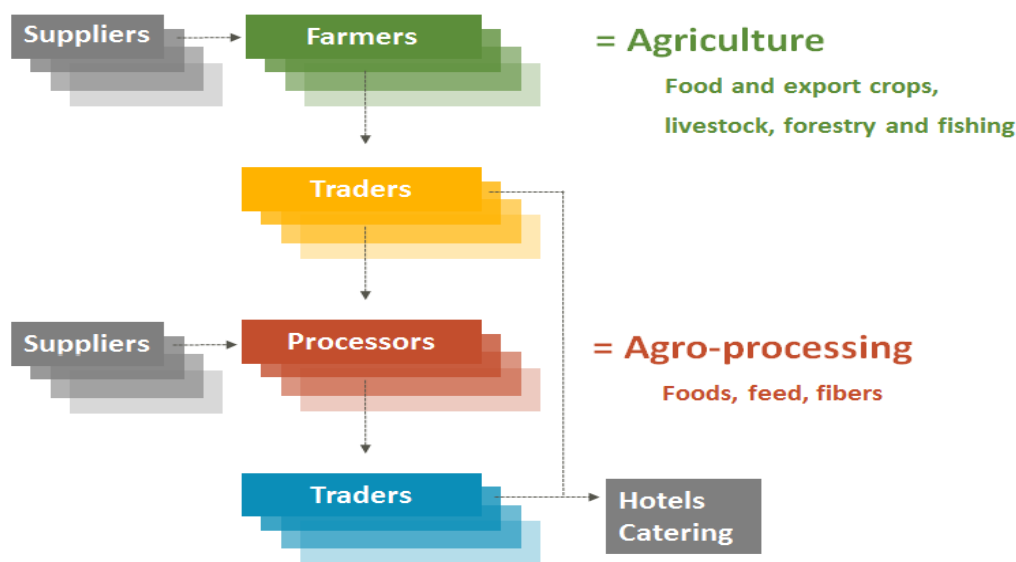 Suppliers
Farmers
= Agriculture
Food and export crops,
livestock, forestry and fishing
Traders
Suppliers
Processors
= Agro-processing
Foods, feed, fibers
Traders
Hotels
Catering